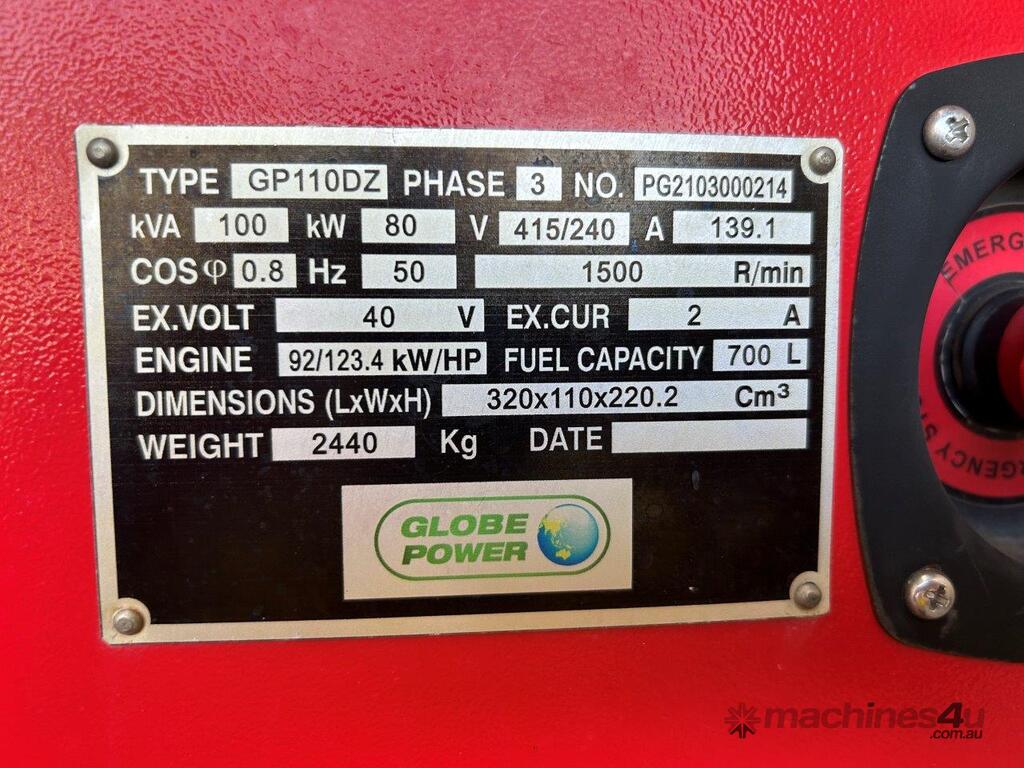 TYPE GP110DZ PHASE 3 NO. PG2103000214
kVA 100 kW 80 V 415/240 A 139.1
COS φ 0.8 Hz 50 1500 R/min
EX.VOLT 40 V EX.CUR 2 A
ENGINE 92/123.4 kW/HP FUEL CAPACITY 700 L
DIMENSIONS (LxWxH) 320x110x220.2 Cm³
WEIGHT 2440 Kg DATE
GLOBE
POWER
EMERGE
machines4u
.com.au